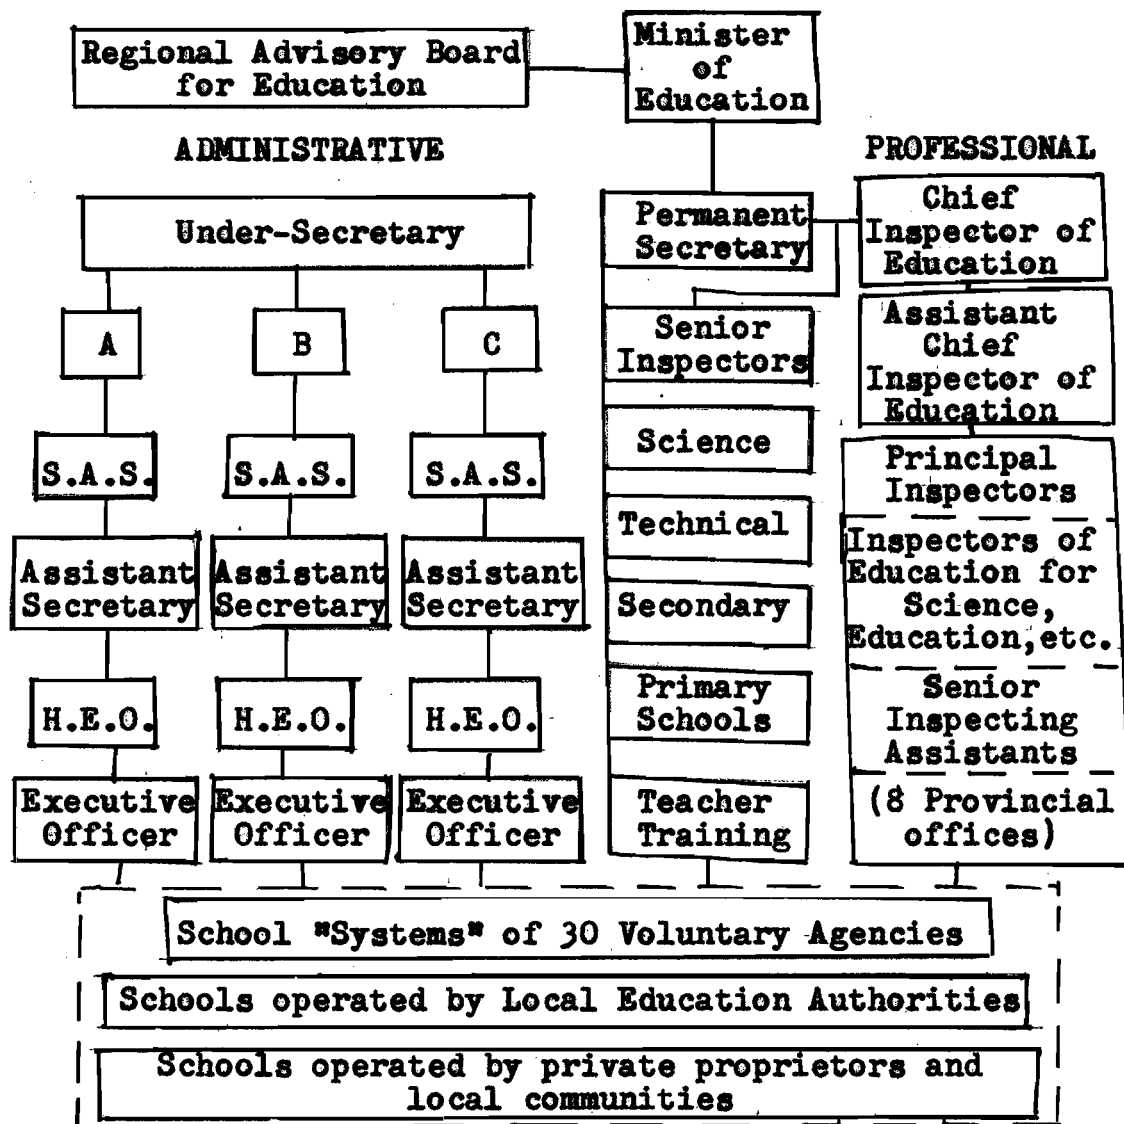 Regional Advisory Board
for Education
Minister
of
Education
ADMINISTRATIVE
PROFESSIONAL
Under-Secretary
Permanent
Secretary
Chief
Inspector of
Education
A
B
C
Senior
Inspectors
Assistant
Chief
Inspector of
Education
S.A.S.
S.A.S.
S.A.S.
Science
Principal
Inspectors
Technical
Inspectors of
Education for
Science,
Education, etc.
Assistant
Secretary
Assistant
Secretary
Assistant
Secretary
Secondary
H.E.O.
H.E.O.
H.E.O.
Primary
Schools
Senior
Inspecting
Assistants
Executive
Officer
Executive
Officer
Executive
Officer
Teacher
Training
(8 Provincial
offices)
School "Systems" of 30 Voluntary Agencies
Schools operated by Local Education Authorities
Schools operated by private proprietors and
local communities